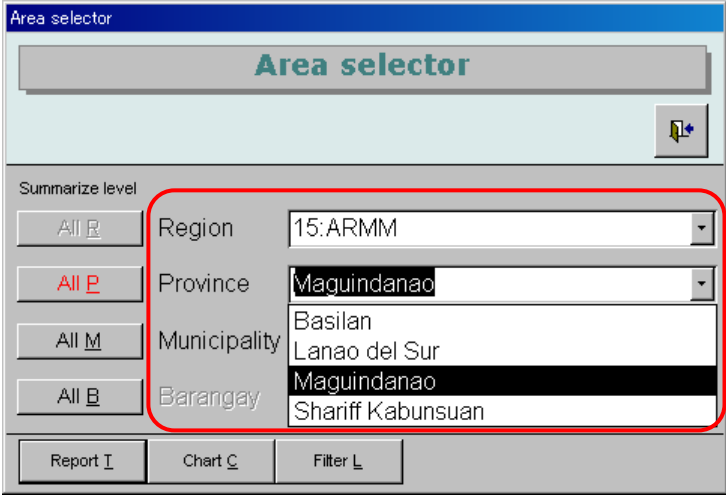 Area selector
Area selector
Summarize level
All R Region 15:ARMM
All P Province Maguindanao
Basilan
All M Municipality Lanao del Sur
Maguindanao
All B Barangay Shariff Kabunsuan
Report T Chart C Filter L